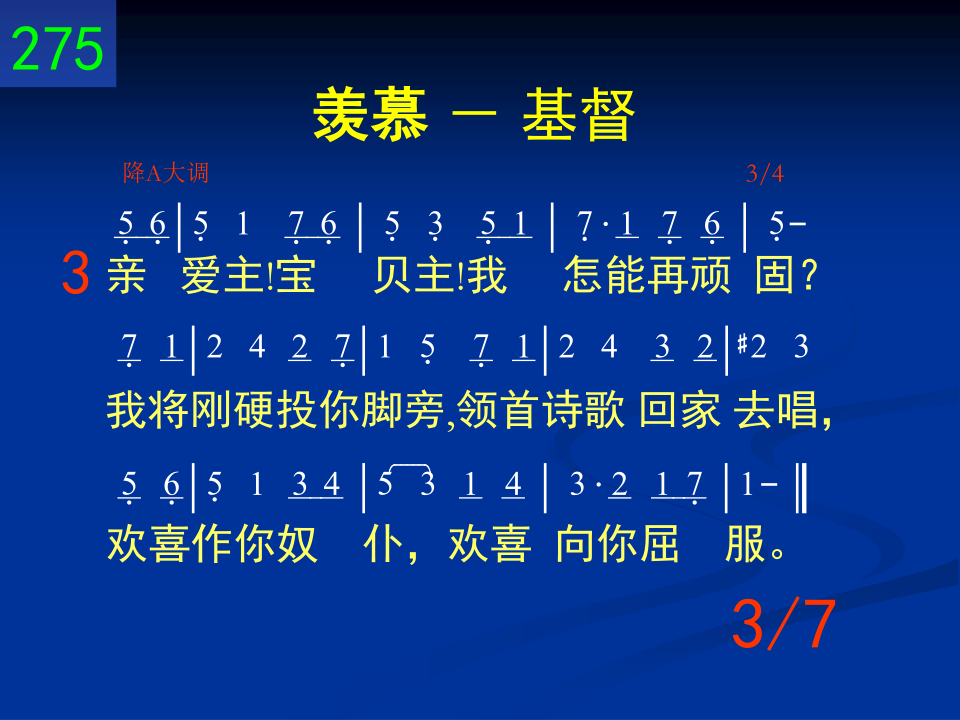 275
羡慕 － 基督
降A大调 3/4
5̣ 6̣ | 5̣ 1 7̣ 6̣ | 5̣ 3̣ 5̣ 1 | 7̣ · 1 7̣ 6̣ | 5̣ -
3 亲 爱主!宝 贝主!我 怎能再顽 固?
7̣ 1 | 2 4 2 7̣ | 1 5̣ 7̣ 1 | 2 4 3 2 | #2 3
我将刚硬投你脚旁,领首诗歌 回家 去唱，
5̣ 6̣ | 5̣ 1 3 4 | 5 3 1 4 | 3 · 2 1 7̣ | 1 - ‖
欢喜作你奴 仆，欢喜 向你屈 服。
3/7